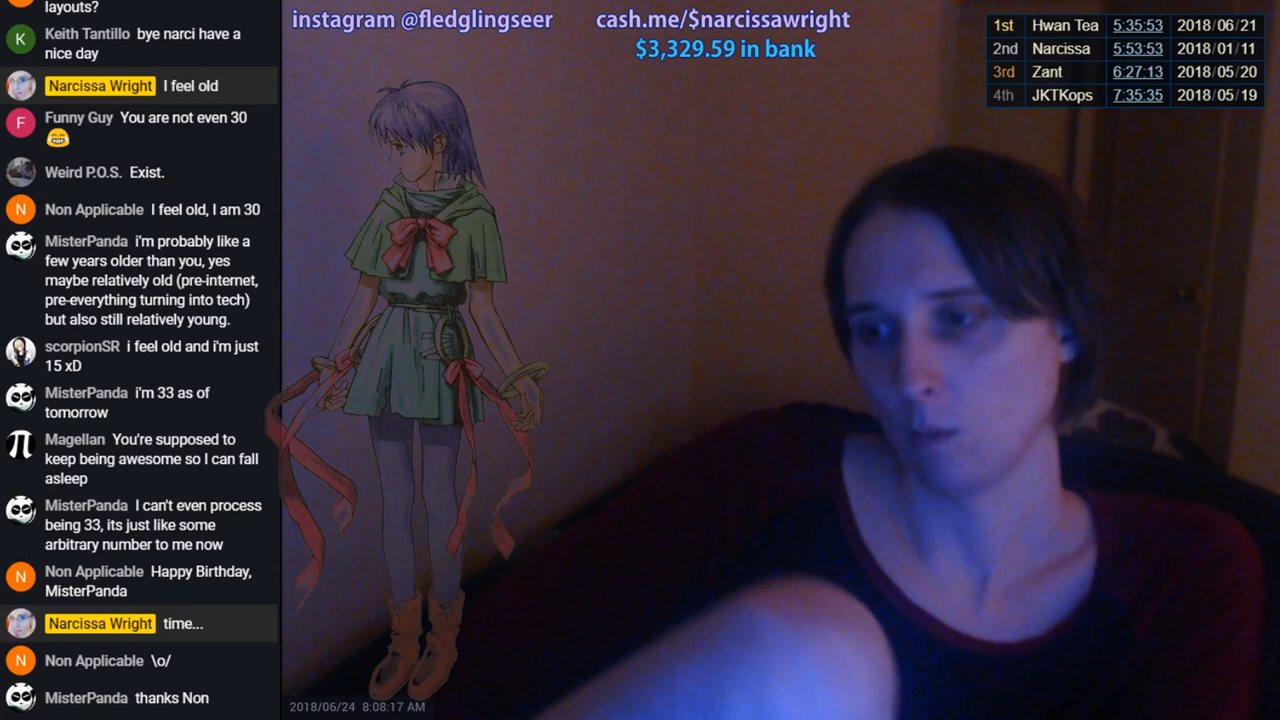 layouts?
Keith Tantillo bye narci have a
nice day
Narcissa Wright I feel old
Funny Guy You are not even 30
😁
Weird P.O.S. Exist.
Non Applicable I feel old, I am 30
MisterPanda i'm probably like a
few years older than you, yes
maybe relatively old (pre-internet,
pre-everything turning into tech)
but also still relatively young.
scorpionSR i feel old and i'm just
15 xD
MisterPanda i'm 33 as of
tomorrow
Magellan You're supposed to
keep being awesome so I can fall
asleep
MisterPanda I can't even process
being 33, its just like some
arbitrary number to me now
Non Applicable Happy Birthday,
MisterPanda
Narcissa Wright time...
Non Applicable \o/
MisterPanda thanks Non
K
F
N
N
N
instagram @fledglingseer
cash.me/$narcissawright
$3,329.59 in bank
1st Hwan Tea 5:35:53 2018/06/21
2nd Narcissa 5:53:53 2018/01/11
3rd Zant 6:27:13 2018/05/20
4th JKTKops 7:35:35 2018/05/19
2018/06/24 8:08:17 AM